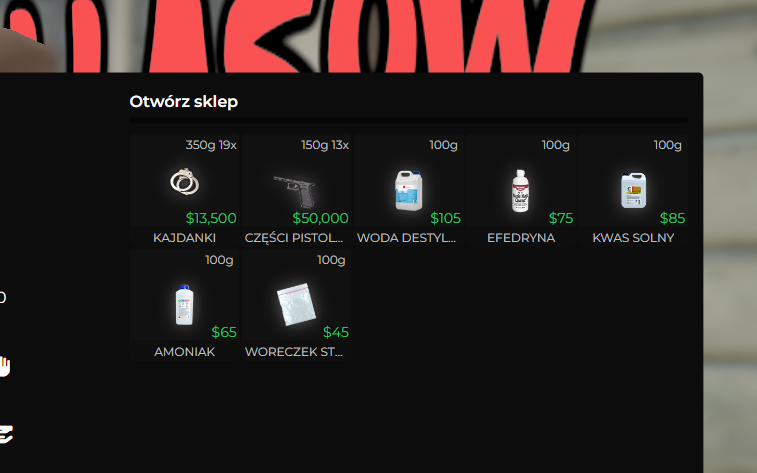 Otwórz sklep
350g 19x
150g 13x
100g
100g
100g
$13,500
$50,000
$105
$75
$85
KAJDANKI
CZĘŚCI PISTOL...
WODA DESTYL...
EFEDRYNA
KWAS SOLNY
100g
100g
$65
$45
AMONIAK
WORECZEK ST...